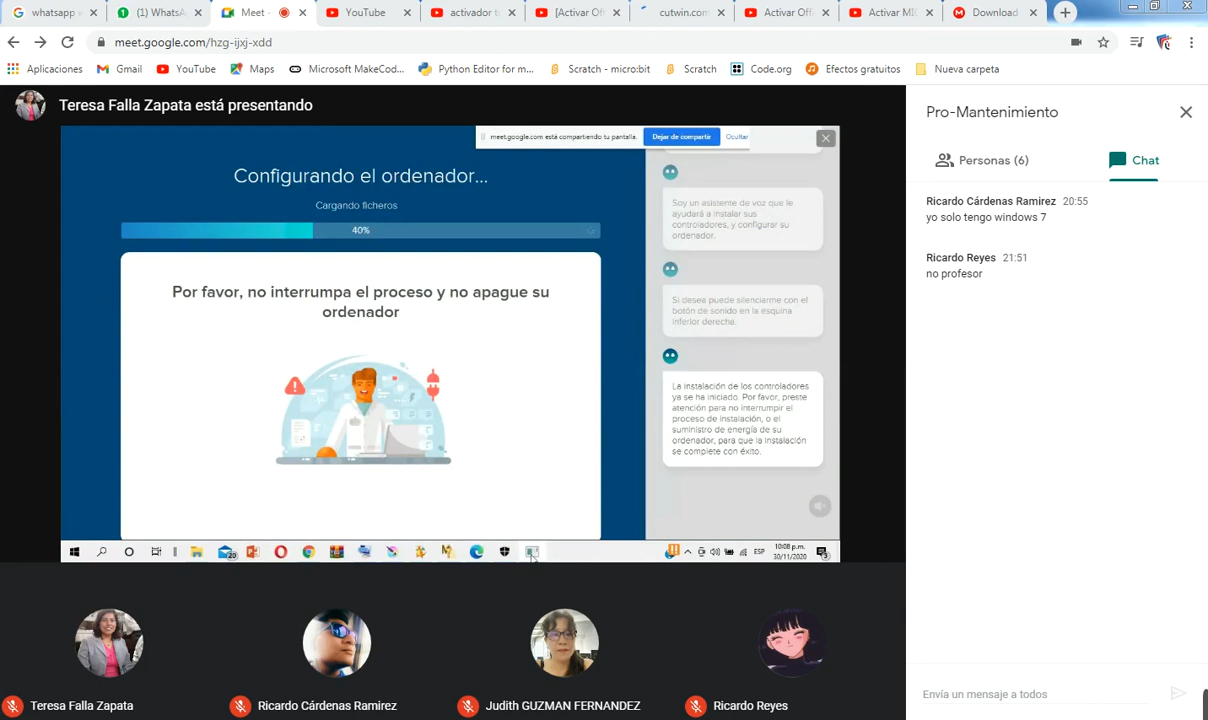 whatsapp v
(1) WhatsA
Meet -
YouTube
activador t
[Activar Of
cutwin.com
Activar Off
Activar MIC
Download
meet.google.com/hzg-ijxj-xdd
Aplicaciones
Gmail
YouTube
Maps
Microsoft MakeCod...
Python Editor for m...
Scratch - micro:bit
Scratch
Code.org
Efectos gratuitos
Nueva carpeta
Teresa Falla Zapata está presentando
meet.google.com está compartiendo tu pantalla.
Dejar de compartir
Ocultar
Configurando el ordenador...
Cargando ficheros
40%
Por favor, no interrumpa el proceso y no apague su
ordenador
Soy un asistente de voz que le
ayudará a instalar sus
controladores, y configurar su
ordenador.
Si desea puede silenciarme con el
botón de sonido en la esquina
inferior derecha.
La instalación de los controladores
ya se ha iniciado. Por favor, preste
atención para no interrumpir el
proceso de instalación, o el
suministro de energía de su
ordenador, para que la instalación
se complete con éxito.
20
ESP
10:08 p.m.
30/11/2020
3
Pro-Mantenimiento
Personas (6)
Chat
Ricardo Cárdenas Ramirez 20:55
yo solo tengo windows 7
Ricardo Reyes 21:51
no profesor
Teresa Falla Zapata
Ricardo Cárdenas Ramirez
Judith GUZMAN FERNANDEZ
Ricardo Reyes
Envía un mensaje a todos